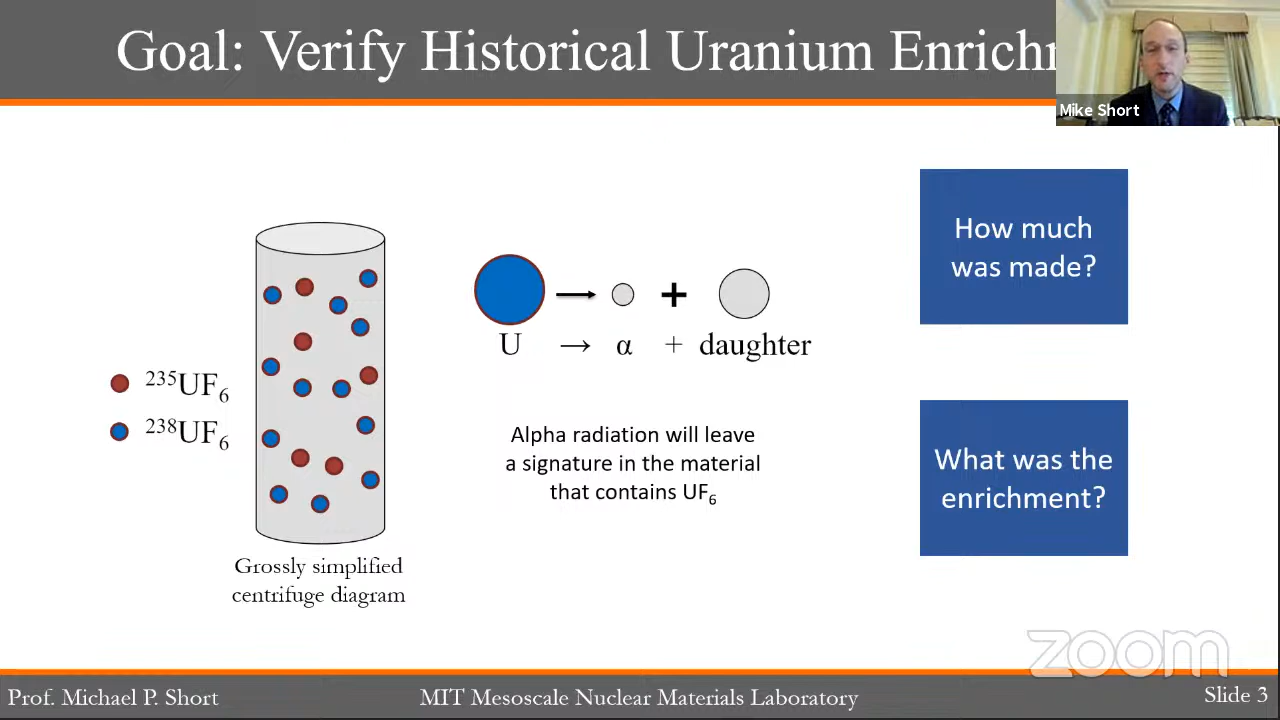 Goal: Verify Historical Uranium Enrichm
Mike Short
How much
was made?
U → α + daughter
²³⁵UF₆
²³⁸UF₆
Alpha radiation will leave
a signature in the material
that contains UF₆
What was the
enrichment?
Grossly simplified
centrifuge diagram
zoom
Prof. Michael P. Short
MIT Mesoscale Nuclear Materials Laboratory
Slide 3